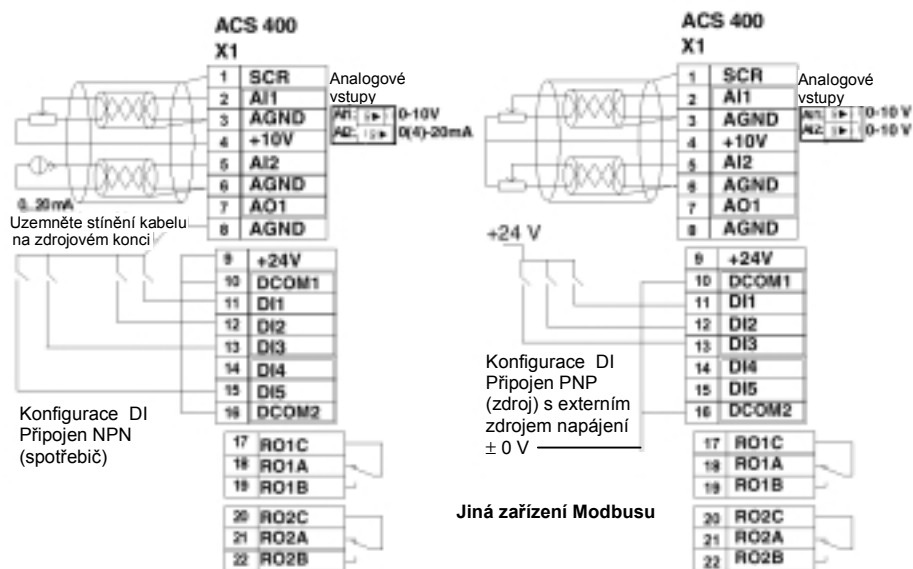 ACS 400
X1
1 SCR
2 AI1
3 AGND
4 +10V
5 AI2
6 AGND
7 AO1
8 AGND
Analogové
vstupy
AI1: 0-10V
AI2: 0(4)-20mA
0..20mA
Uzemněte stínění kabelu
na zdrojovém konci
9 +24V
10 DCOM1
11 DI1
12 DI2
13 DI3
14 DI4
15 DI5
16 DCOM2
Konfigurace DI
Připojen NPN
(spotřebič)
17 RO1C
18 RO1A
19 RO1B
20 RO2C
21 RO2A
22 RO2B
ACS 400
X1
1 SCR
2 AI1
3 AGND
4 +10V
5 AI2
6 AGND
7 AO1
8 AGND
Analogové
vstupy
AI1: 0-10 V
AI2: 0-10 V
+24 V
9 +24V
10 DCOM1
11 DI1
12 DI2
13 DI3
14 DI4
15 DI5
16 DCOM2
Konfigurace DI
Připojen PNP
(zdroj) s externím
zdrojem napájení
± 0 V
17 RO1C
18 RO1A
19 RO1B
Jiná zařízení Modbusu
20 RO2C
21 RO2A
22 RO2B